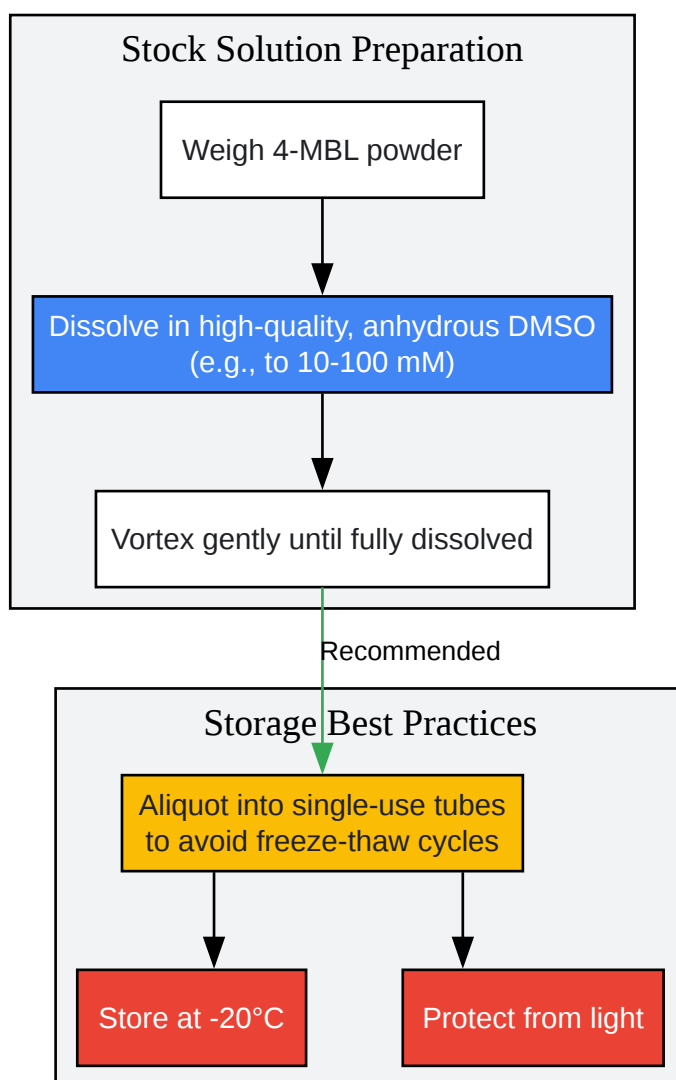 Stock Solution Preparation
Weigh 4-MBL powder
Dissolve in high-quality, anhydrous DMSO
(e.g., to 10-100 mM)
Vortex gently until fully dissolved
Recommended
Storage Best Practices
Aliquot into single-use tubes
to avoid freeze-thaw cycles
Store at -20°C
Protect from light